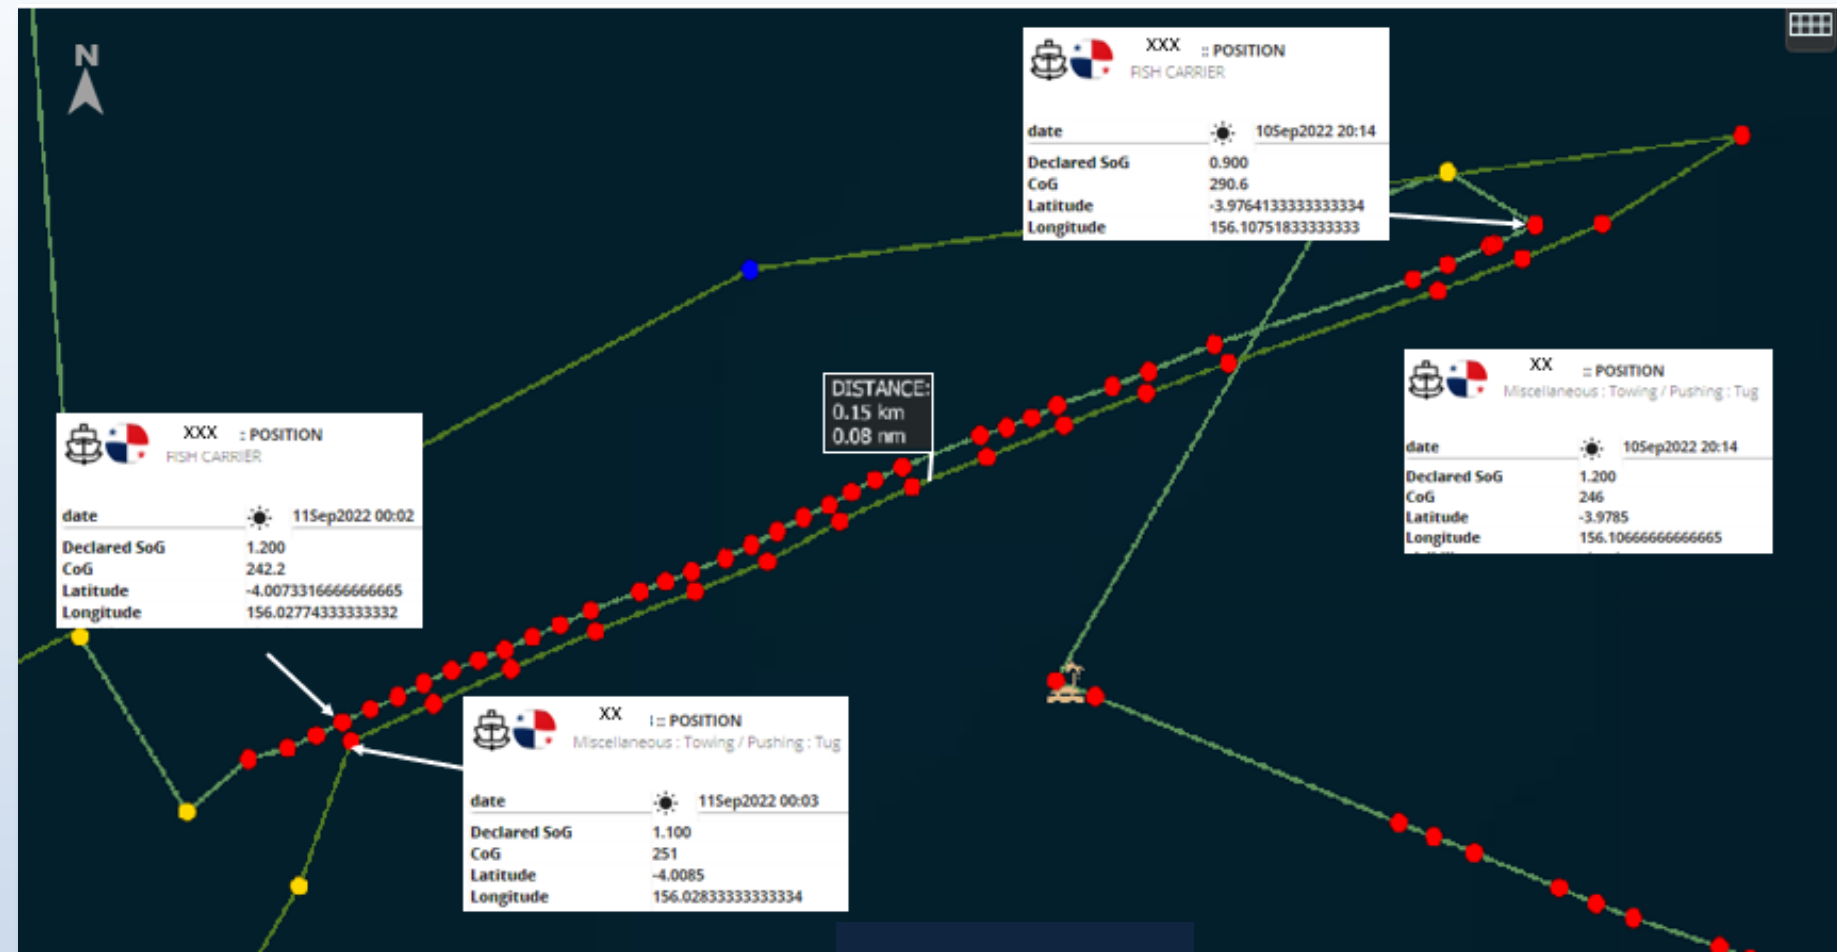 N
XXX :: POSITION
FISH CARRIER
date 10Sep2022 20:14
Declared SoG 0.900
CoG 290.6
Latitude -3.9764133333333334
Longitude 156.10751833333333
DISTANCE:
0.15 km
0.08 nm
XX :: POSITION
Miscellaneous : Towing / Pushing : Tug
date 10Sep2022 20:14
Declared SoG 1.200
CoG 246
Latitude -3.9785
Longitude 156.10666666666665
XXX : POSITION
FISH CARRIER
date 11Sep2022 00:02
Declared SoG 1.200
CoG 242.2
Latitude -4.0073316666666665
Longitude 156.02774333333332
XX :: POSITION
Miscellaneous : Towing / Pushing : Tug
date 11Sep2022 00:03
Declared SoG 1.100
CoG 251
Latitude -4.0085
Longitude 156.02833333333334